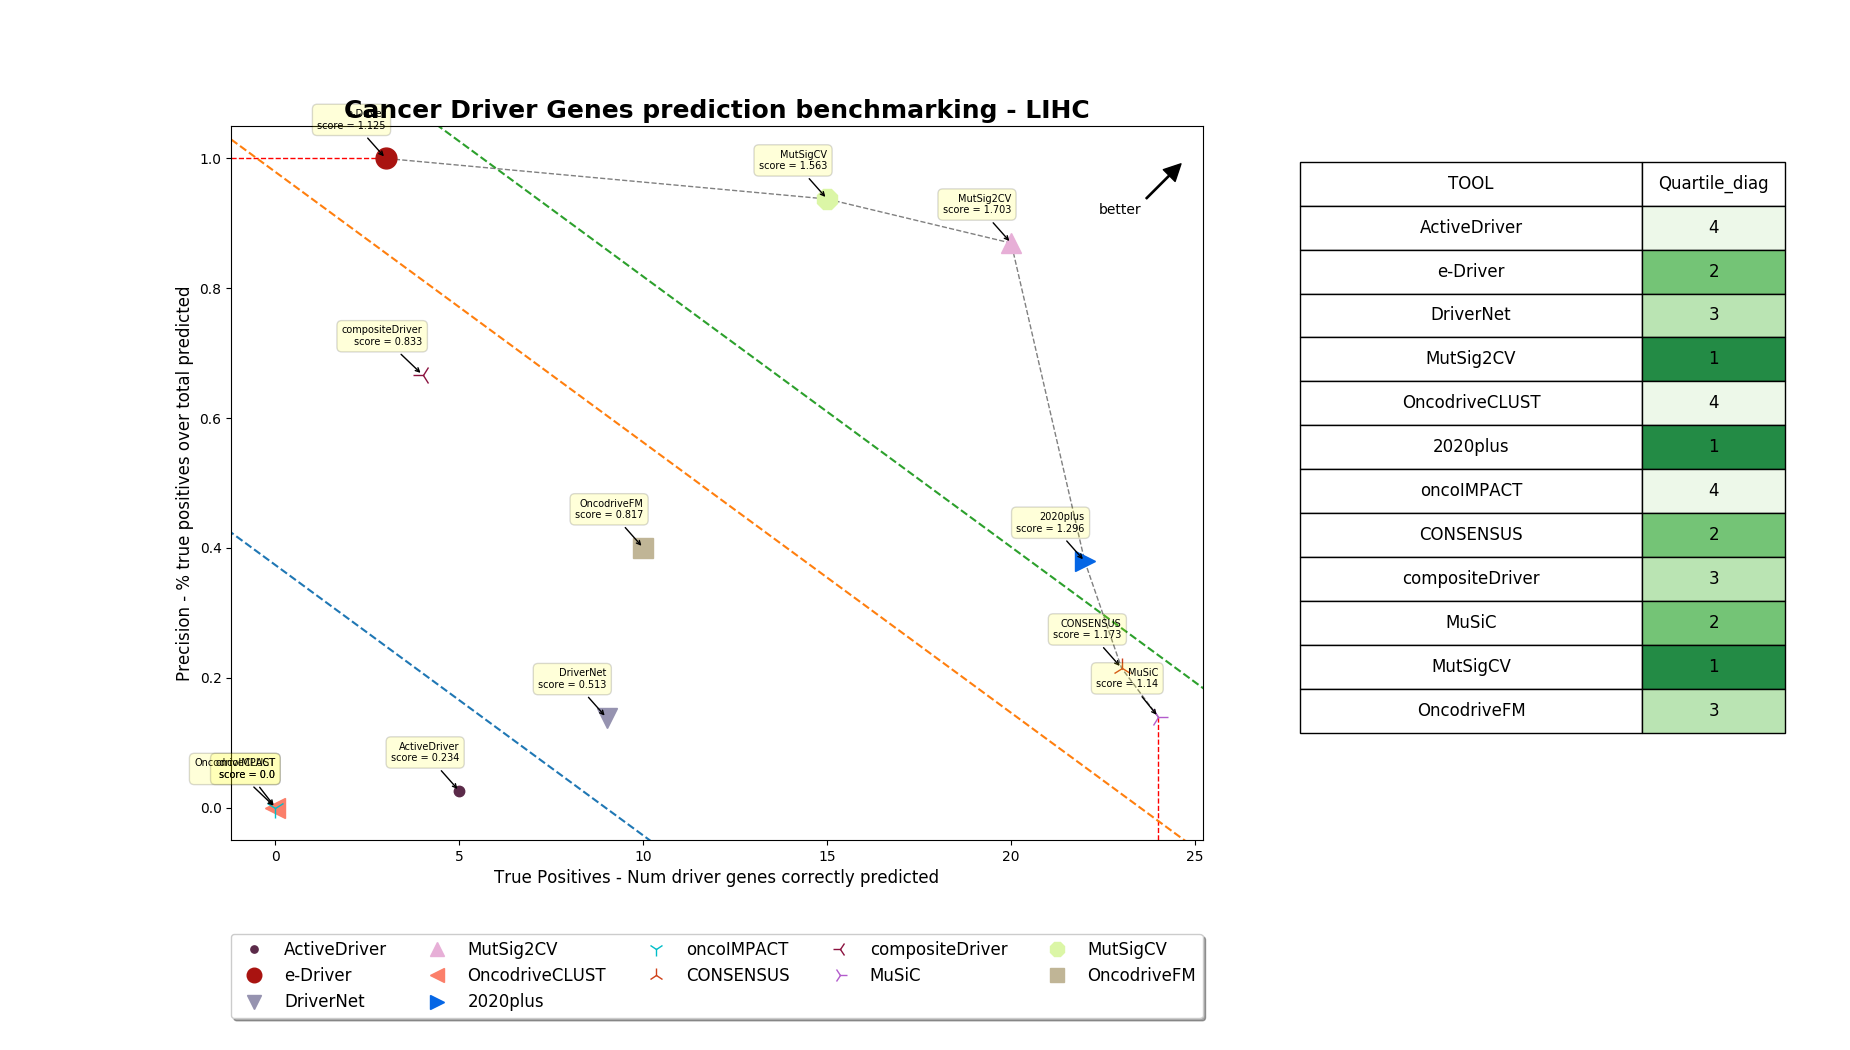 Cancer Driver Genes prediction benchmarking - LIHC
score = 1.125
MutSigCV
score = 1.563
MutSig2CV
score = 1.703
better
compositeDriver
score = 0.833
OncodriveFM
score = 0.817
2020plus
score = 1.296
CONSENSUS
score = 1.173
MuSiC
score = 1.14
DriverNet
score = 0.513
ActiveDriver
score = 0.234
score = 0.0
1.0
0.8
0.6
0.4
0.2
0.0
Precision - % true positives over total predicted
0 5 10 15 20 25
True Positives - Num driver genes correctly predicted
ActiveDriver MutSig2CV oncoIMPACT compositeDriver MutSigCV
e-Driver OncodriveCLUST CONSENSUS MuSiC OncodriveFM
DriverNet 2020plus
TOOL Quartile_diag
ActiveDriver 4
e-Driver 2
DriverNet 3
MutSig2CV 1
OncodriveCLUST 4
2020plus 1
oncoIMPACT 4
CONSENSUS 2
compositeDriver 3
MuSiC 2
MutSigCV 1
OncodriveFM 3